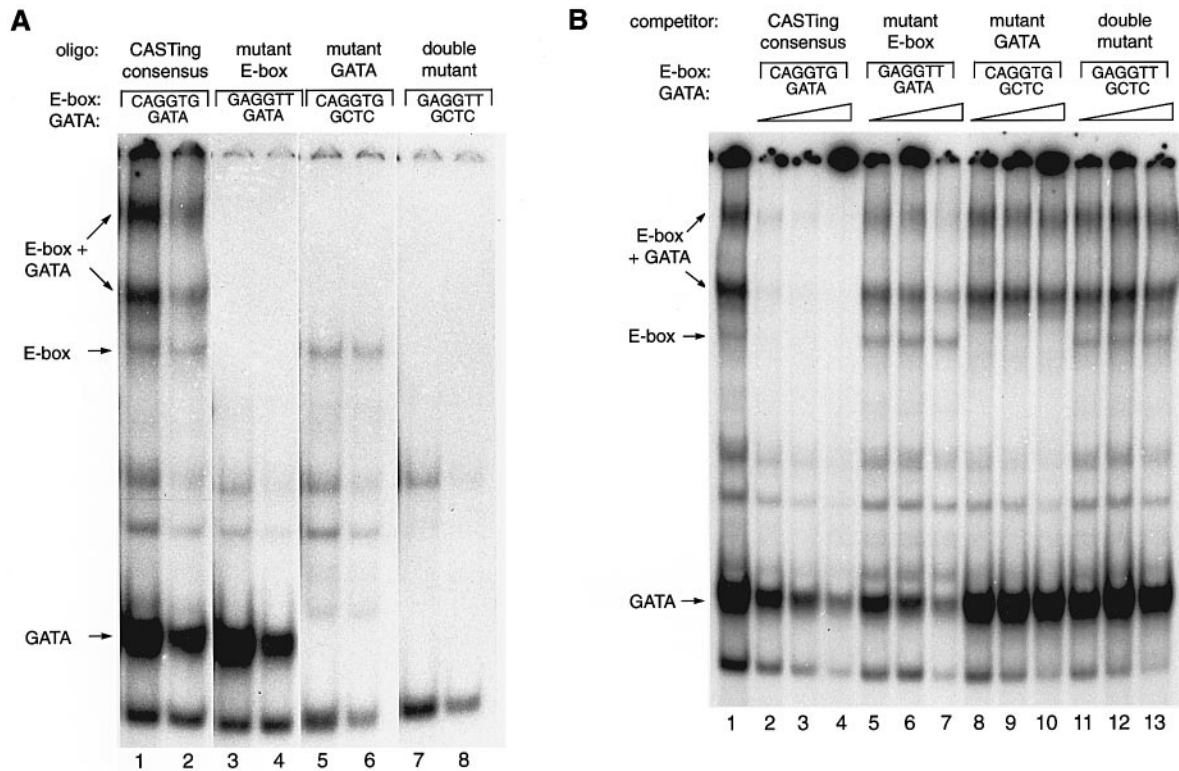 A
oligo: CASTing mutant mutant double
consensus E-box GATA mutant
E-box: CAGGTG GAGGTT CAGGTG GAGGTT
GATA: GATA GATA GCTC GCTC
E-box +
GATA
E-box
GATA
1 2 3 4 5 6 7 8
B
competitor: CASTing mutant mutant double
consensus E-box GATA mutant
E-box: CAGGTG GAGGTT CAGGTG GAGGTT
GATA: GATA GATA GCTC GCTC
E-box
+ GATA
E-box
GATA
1 2 3 4 5 6 7 8 9 10 11 12 13